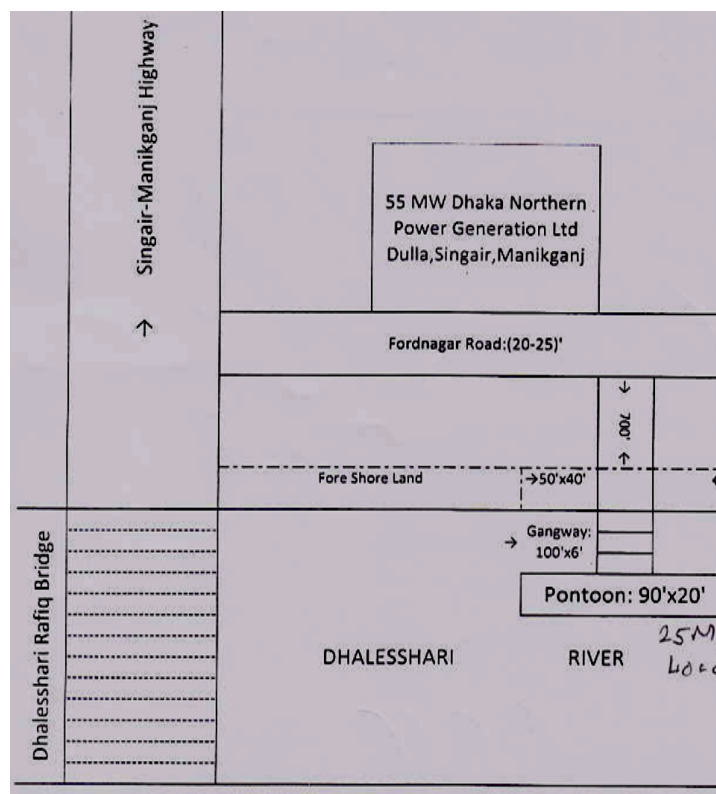 Singair-Manikganj Highway
55 MW Dhaka Northern
Power Generation Ltd
Dulla,Singair,Manikganj
Fordnagar Road:(20-25)'
700'
Fore Shore Land
50'x40'
Gangway:
100'x6'
Pontoon: 90'x20'
Dhalesshari Rafiq Bridge
DHALESSHARI RIVER